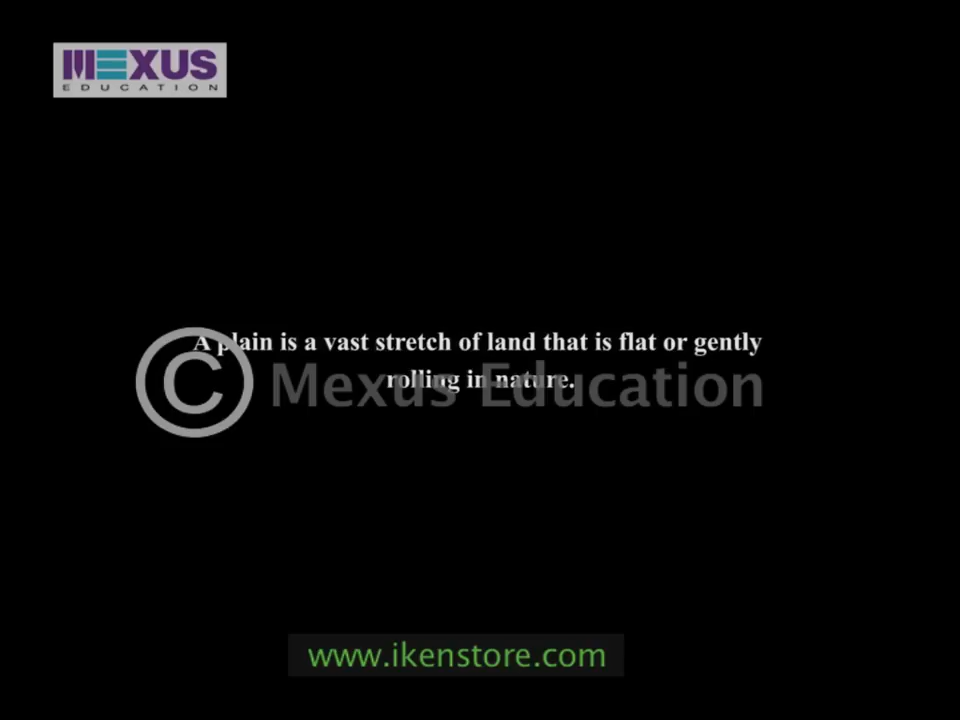 MEXUS
EDUCATION
A plain is a vast stretch of land that is flat or gently
rolling in nature.
© Mexus Education
www.ikenstore.com